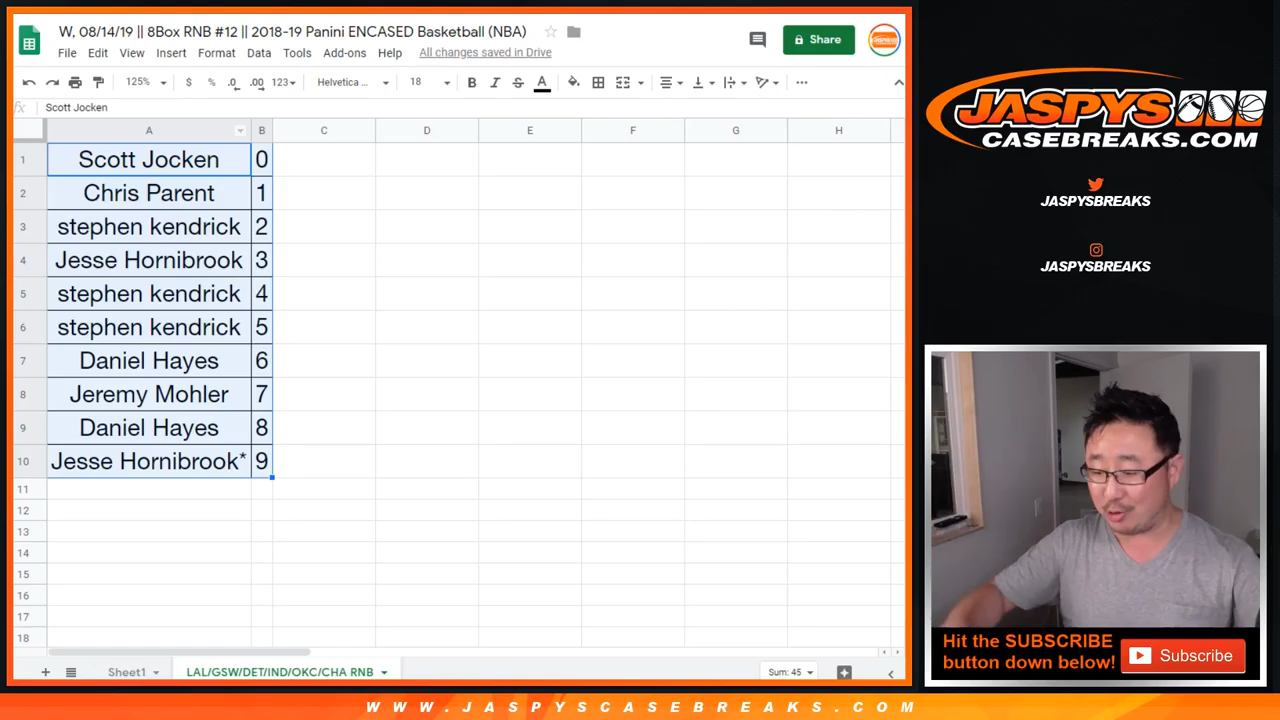 W, 08/14/19 || 8Box RNB #12 || 2018-19 Panini ENCASED Basketball (NBA)
File Edit View Insert Format Data Tools Add-ons Help All changes saved in Drive
Share
125% $ % .0 .00 123 Helvetica ... 18 B I S A
fx Scott Jocken
A B C D E F G H
1 Scott Jocken 0
2 Chris Parent 1
3 stephen kendrick 2
4 Jesse Hornibrook 3
5 stephen kendrick 4
6 stephen kendrick 5
7 Daniel Hayes 6
8 Jeremy Mohler 7
9 Daniel Hayes 8
10 Jesse Hornibrook* 9
11
12
13
14
15
16
17
18
Sheet1 LAL/GSW/DET/IND/OKC/CHA RNB Sum: 45
JASPYS
CASEBREAKS.COM
JASPYSBREAKS
JASPYSBREAKS
Hit the SUBSCRIBE
button down below!
Subscribe
WWW.JASPYSCASEBREAKS.COM